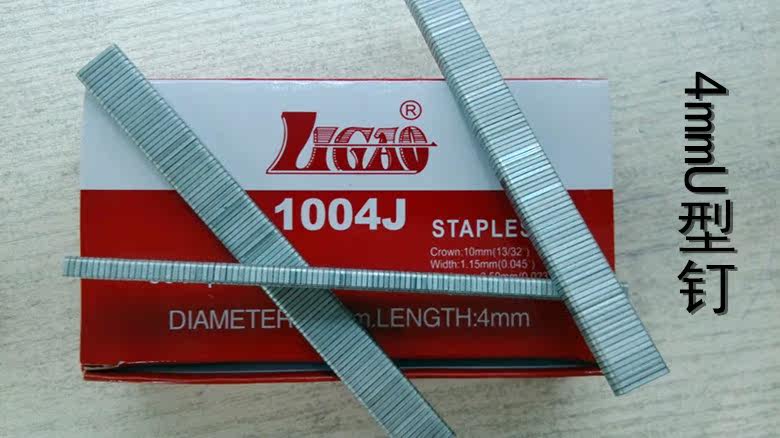 LIGAO®
1004J
STAPLES
Crown:10mm(13/32")
Width:1.15mm(0.045")
DIAMETER
m.LENGTH:4mm
4mmU型钉